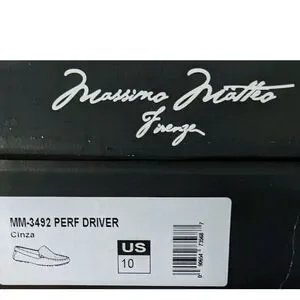 Massimo Matteo
Firenze
MM-3492 PERF DRIVER
Cinza
US
10